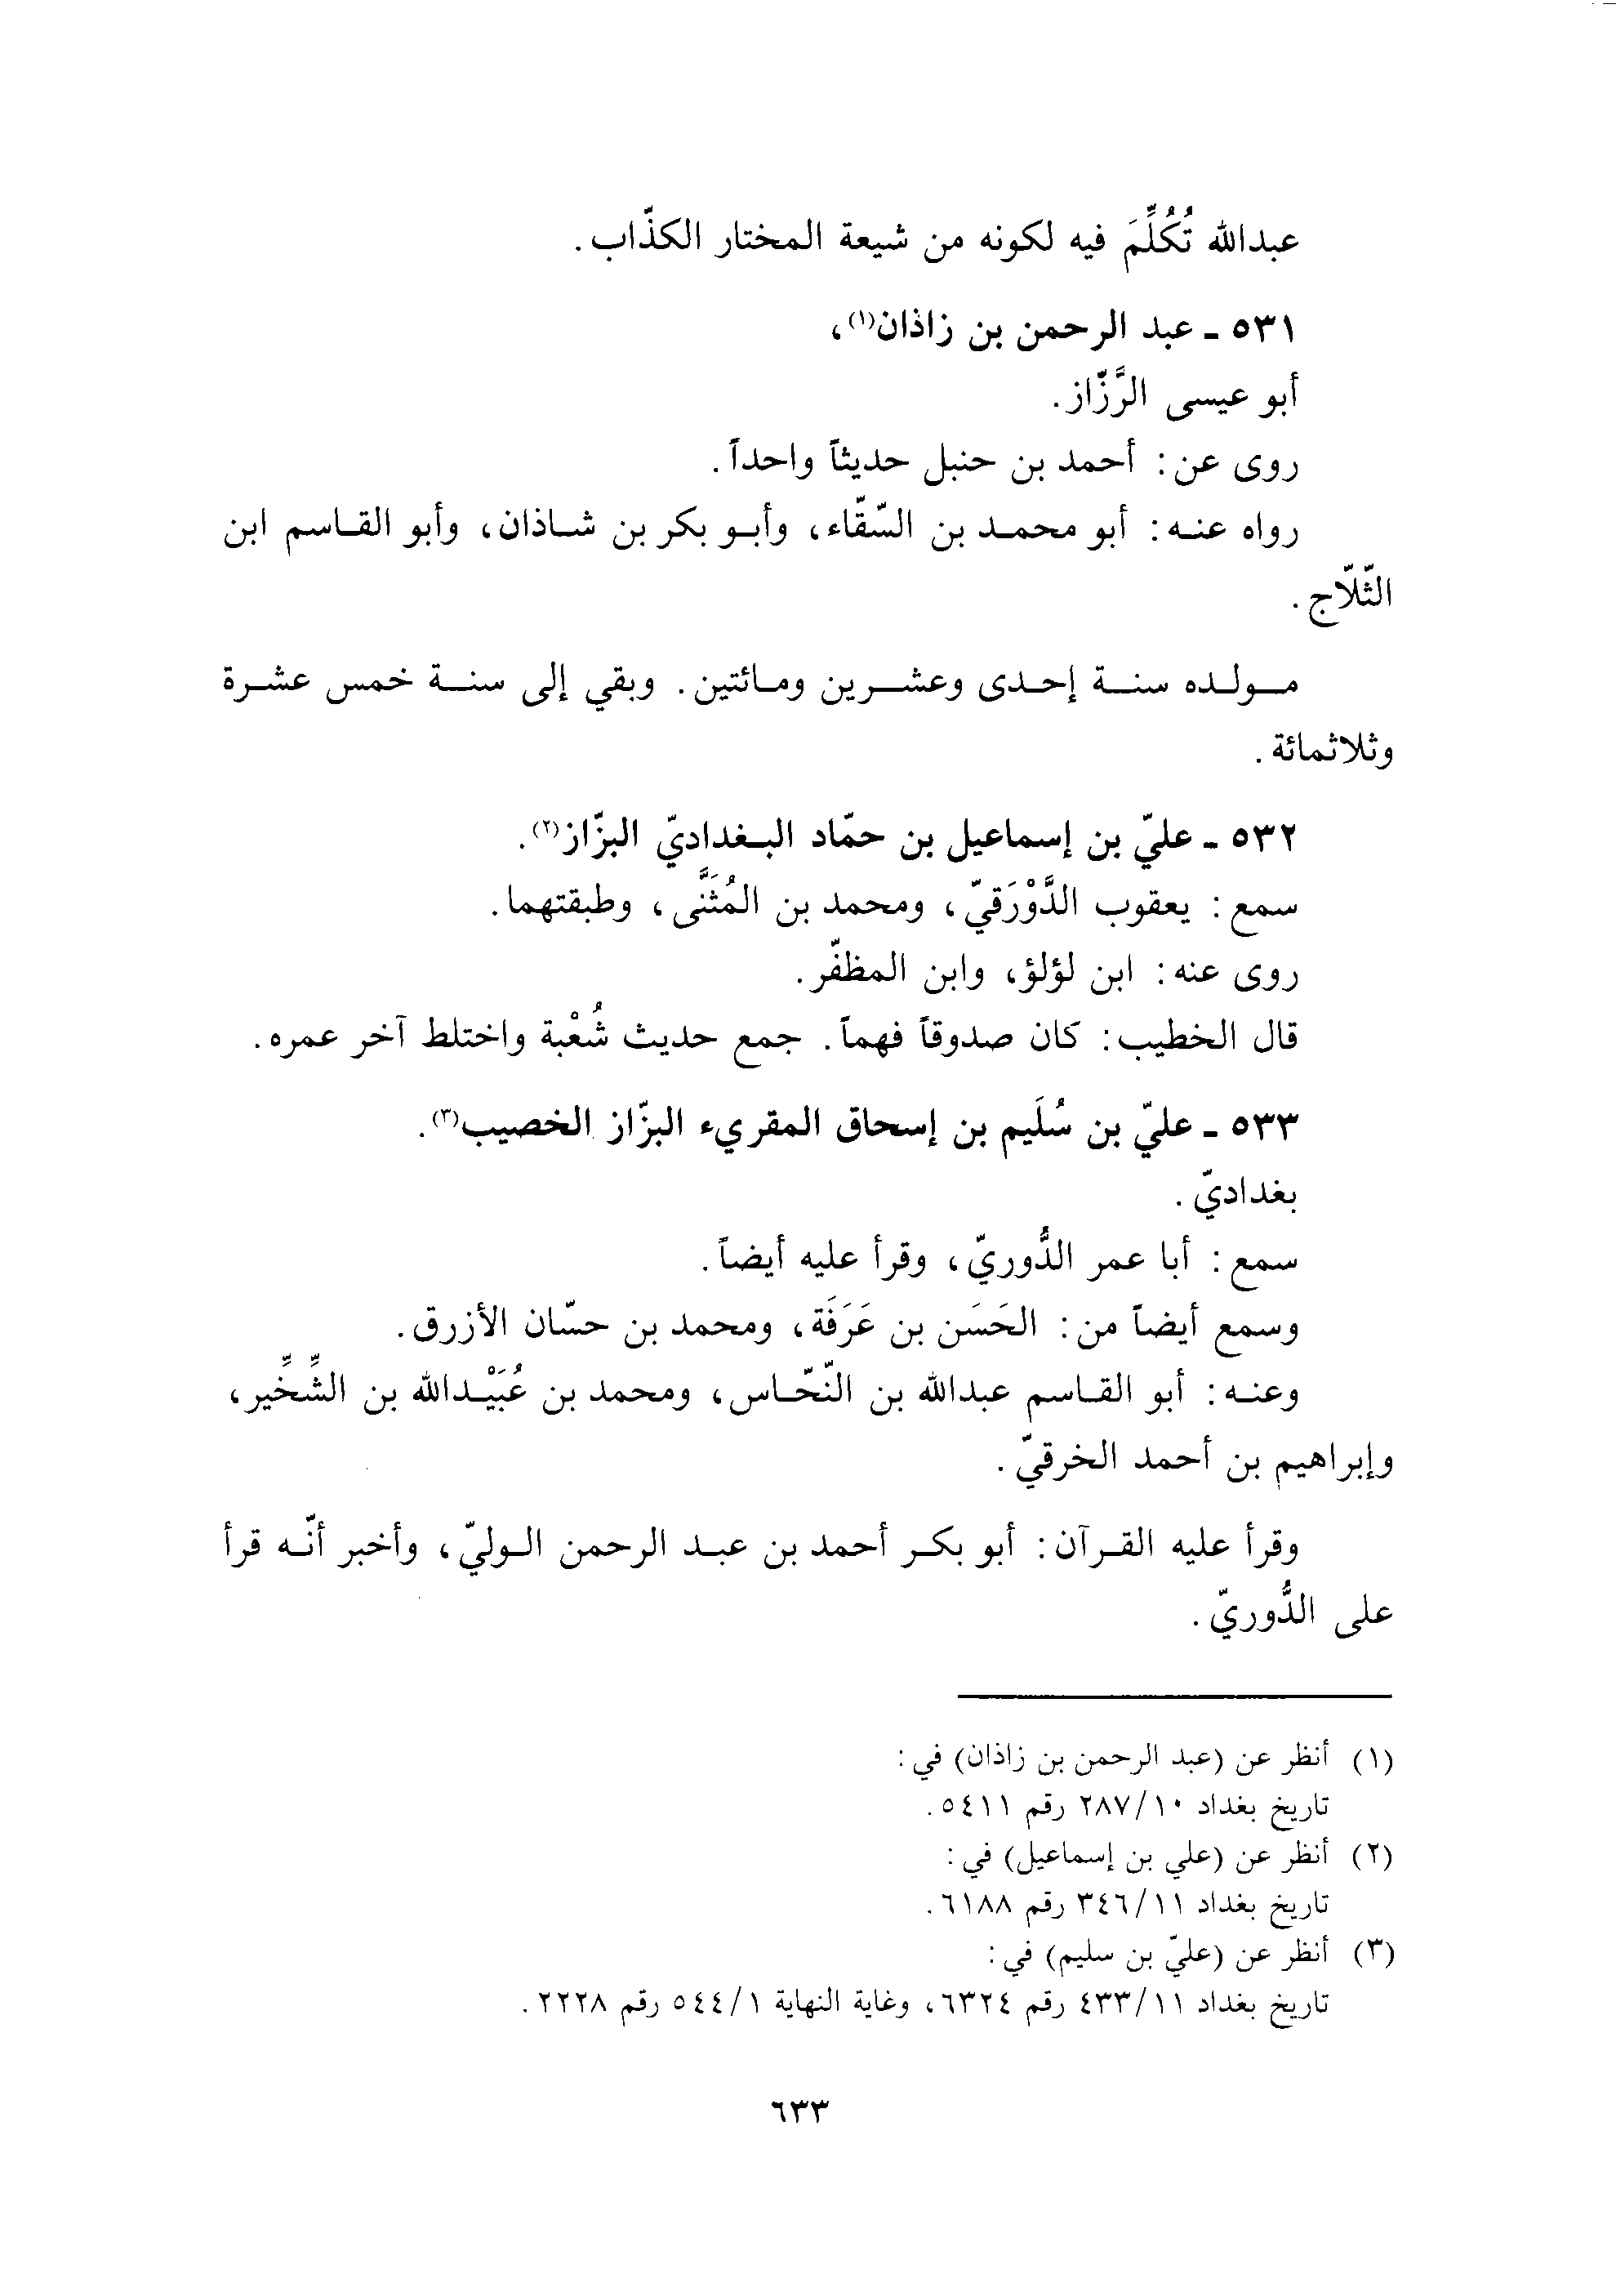 عبدالله تُكُلِّمَ فيه لكونه من شيعة المختار الكذّاب.
٥٣١ ـ عبد الرحمن بن زاذان(١)،
أبو عيسى الرَّزّاز.
روى عن: أحمد بن حنبل حديثاً واحداً.
رواه عنه: أبو محمد بن السّقّاء، وأبو بكر بن شاذان، وأبو القاسم ابن
الثّلّاج.
مولده سنة إحدى وعشرين ومائتين. وبقي إلى سنة خمس عشرة
وثلاثمائة.
٥٣٢ ـ عليّ بن إسماعيل بن حمّاد البغداديّ البزّاز(٢).
سمع: يعقوب الدَّوْرَقيّ، ومحمد بن المُثَنَّى، وطبقتهما.
روى عنه: ابن لؤلؤ، وابن المظفّر.
قال الخطيب: كان صدوقاً فهماً. جمع حديث شُعْبة واختلط آخر عمره.
٥٣٣ ـ عليّ بن سُلَيم بن إسحاق المقريء البزّاز الخصيب(٣).
بغداديّ.
سمع: أبا عمر الدُّوريّ، وقرأ عليه أيضاً.
وسمع أيضاً من: الحَسَن بن عَرَفَة، ومحمد بن حسّان الأزرق.
وعنه: أبو القاسم عبدالله بن النّحّاس، ومحمد بن عُبَيْدالله بن الشِّخِّير،
وإبراهيم بن أحمد الخرقيّ.
وقرأ عليه القرآن: أبو بكر أحمد بن عبد الرحمن الوليّ، وأخبر أنّه قرأ
على الدُّوريّ.
(١) أنظر عن (عبد الرحمن بن زاذان) في:
تاريخ بغداد ٢٨٧/١٠ رقم ٥٤١١.
(٢) أنظر عن (علي بن إسماعيل) في:
تاريخ بغداد ٣٤٦/١١ رقم ٦١٨٨.
(٣) أنظر عن (عليّ بن سليم) في:
تاريخ بغداد ٤٣٣/١١ رقم ٦٣٢٤، وغاية النهاية ٥٤٤/١ رقم ٢٢٢٨.
٦٣٣